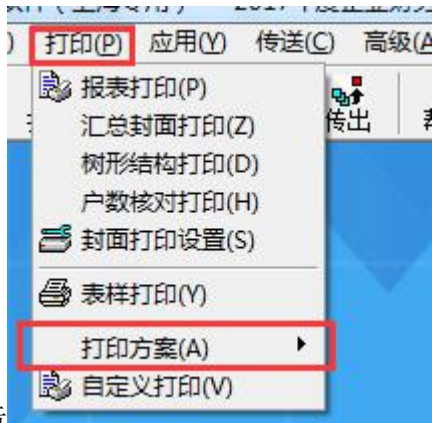 打印(P) 应用(Y) 传送(C) 高级(A
报表打印(P)
传出
汇总封面打印(Z)
树形结构打印(D)
户数核对打印(H)
封面打印设置(S)
表样打印(Y)
打印方案(A)
自定义打印(V)